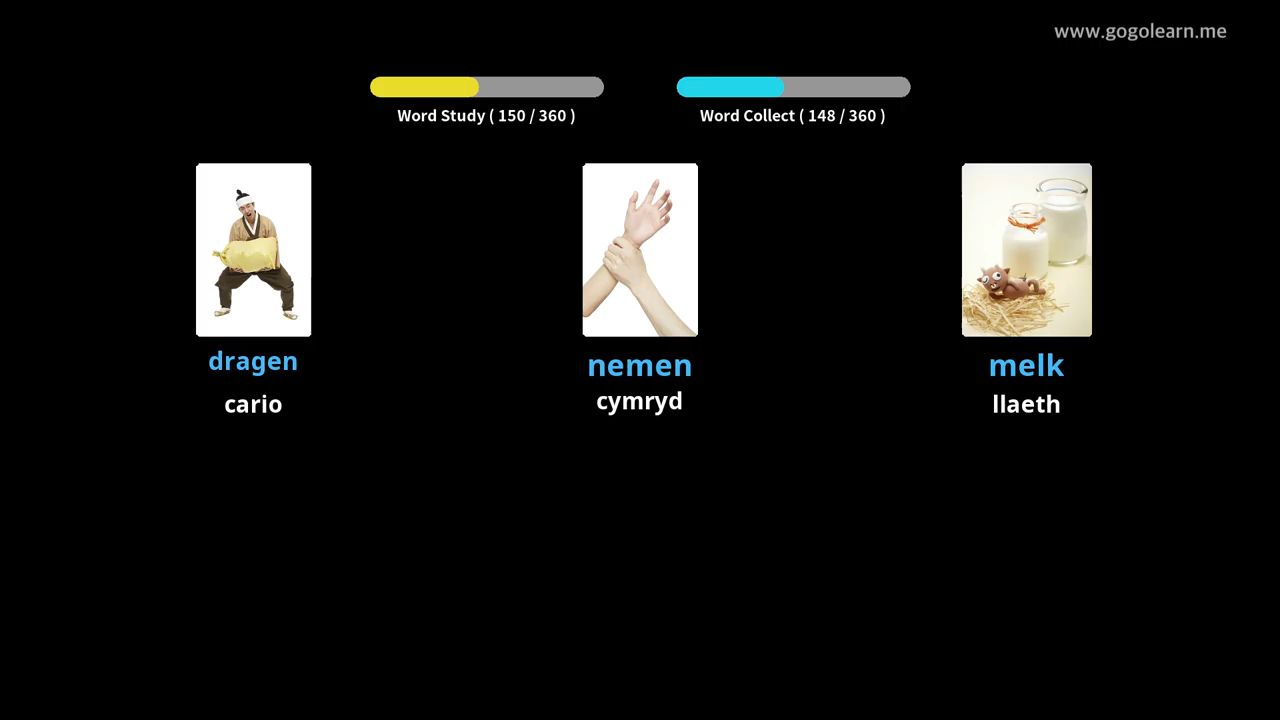 www.gogolearn.me
Word Study ( 150 / 360 )
Word Collect ( 148 / 360 )
dragen
cario
nemen
cymryd
melk
llaeth